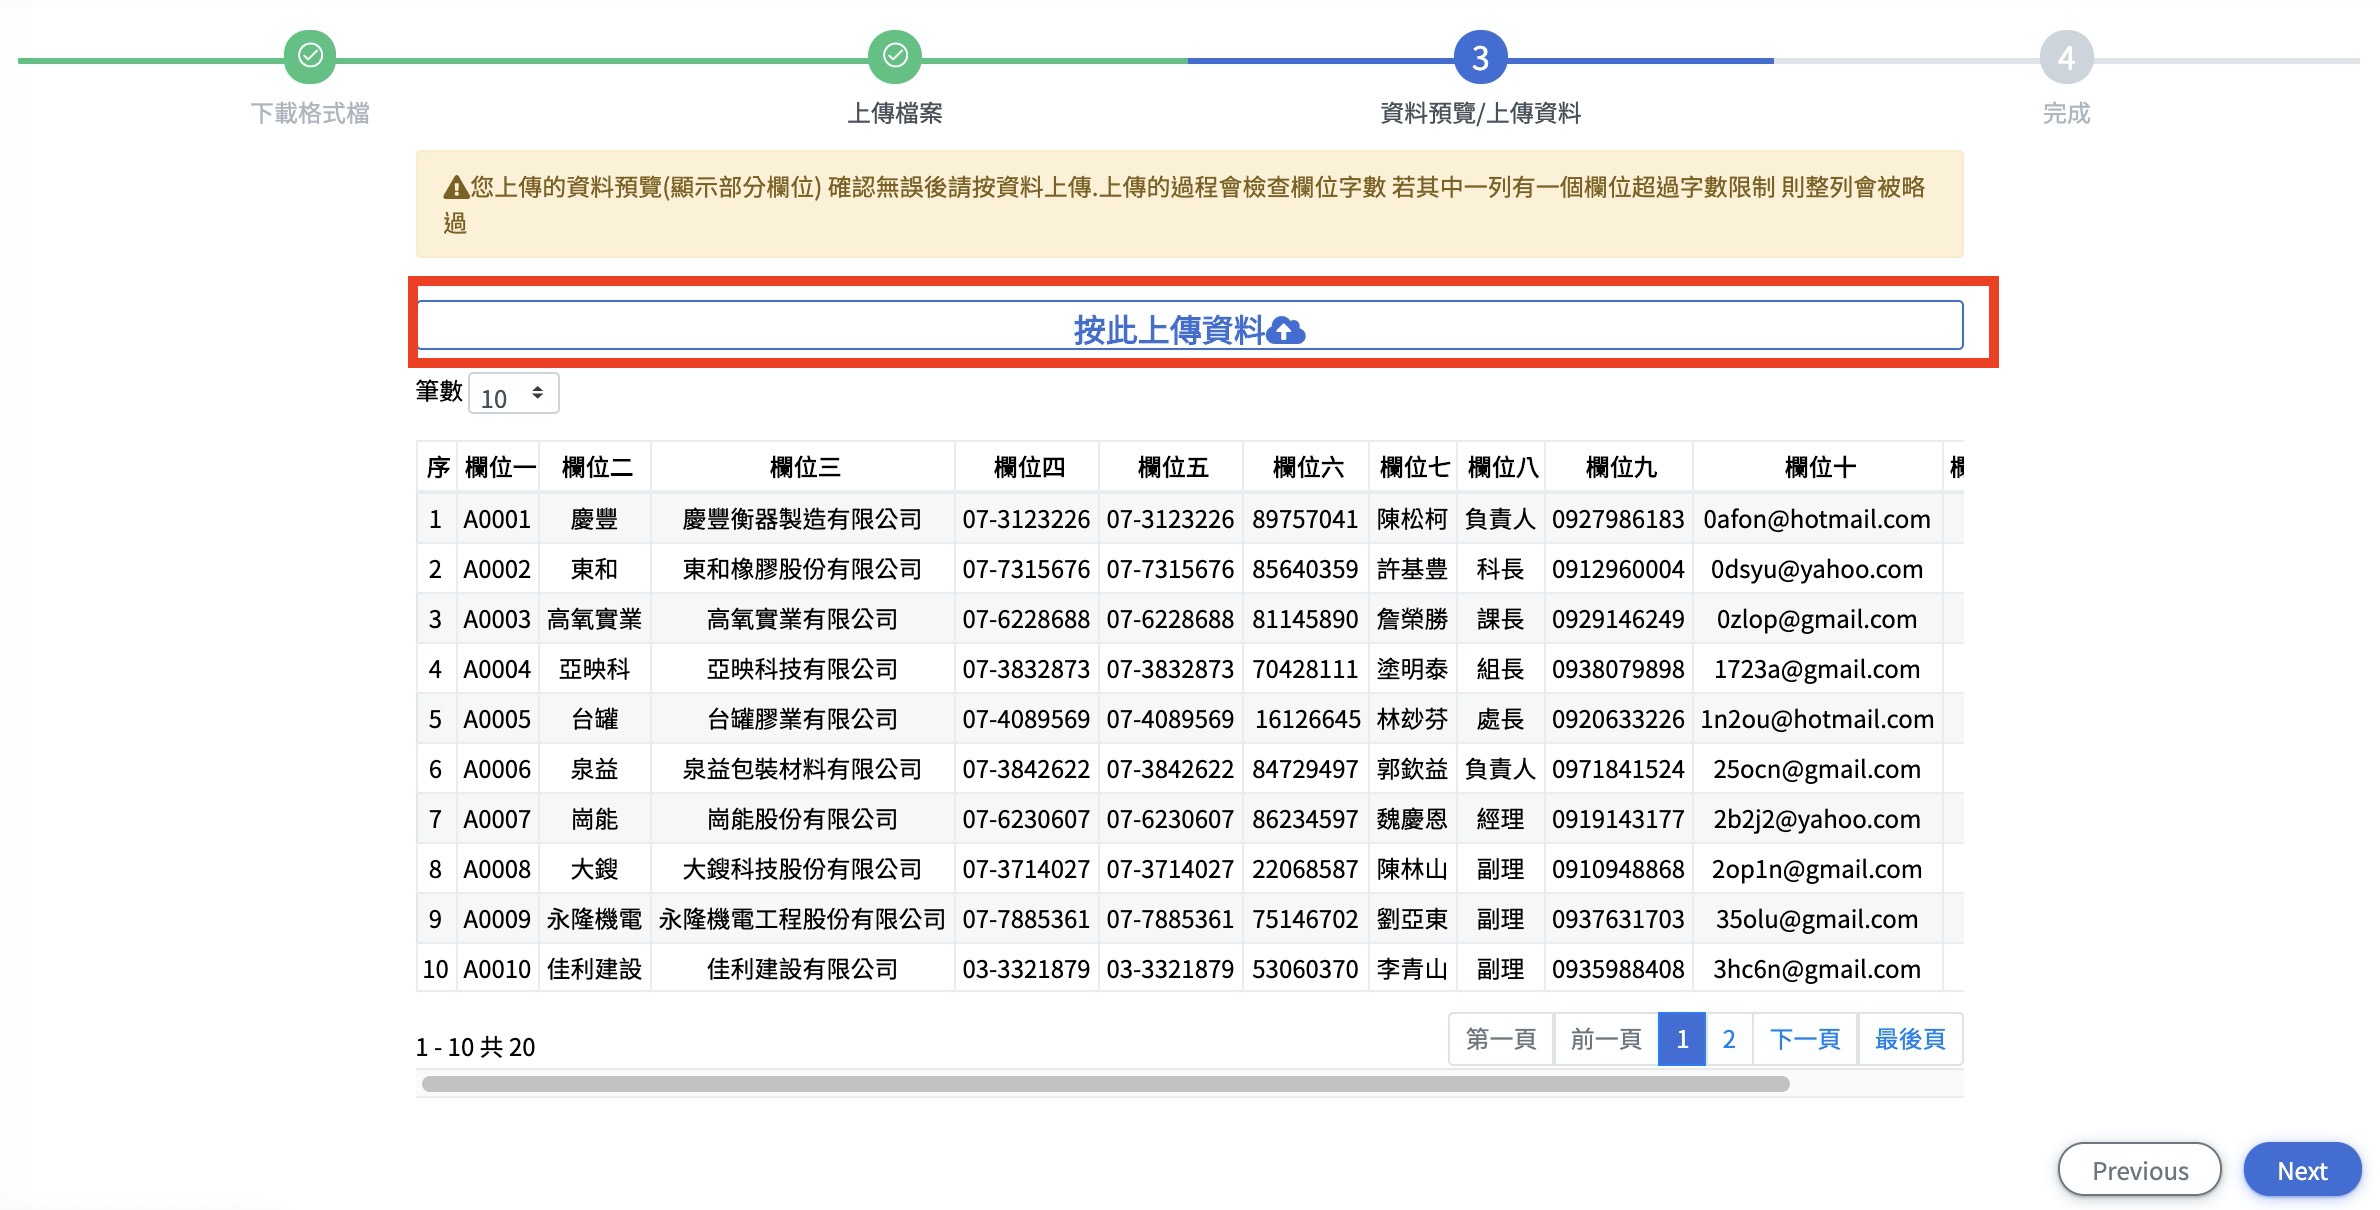 3
4
下載格式檔
上傳檔案
資料預覽/上傳資料
完成
您上傳的資料預覽(顯示部分欄位) 確認無誤後請按資料上傳.上傳的過程會檢查欄位字數 若其中一列有一個欄位超過字數限制 則整列會被略
過
按此上傳資料
筆數 10
序 欄位一 欄位二 欄位三 欄位四 欄位五 欄位六 欄位七 欄位八 欄位九 欄位十
1 A0001 慶豐 慶豐衡器製造有限公司 07-3123226 07-3123226 89757041 陳松柯 負責人 0927986183 0afon@hotmail.com
2 A0002 東和 東和橡膠股份有限公司 07-7315676 07-7315676 85640359 許基豊 科長 0912960004 0dsyu@yahoo.com
3 A0003 高氧實業 高氧實業有限公司 07-6228688 07-6228688 81145890 詹榮勝 課長 0929146249 0zlop@gmail.com
4 A0004 亞映科 亞映科技有限公司 07-3832873 07-3832873 70428111 塗明泰 組長 0938079898 1723a@gmail.com
5 A0005 台罐 台罐膠業有限公司 07-4089569 07-4089569 16126645 林玅芬 處長 0920633226 1n2ou@hotmail.com
6 A0006 泉益 泉益包裝材料有限公司 07-3842622 07-3842622 84729497 郭欽益 負責人 0971841524 25ocn@gmail.com
7 A0007 崗能 崗能股份有限公司 07-6230607 07-6230607 86234597 魏慶恩 經理 0919143177 2b2j2@yahoo.com
8 A0008 大鎪 大鎪科技股份有限公司 07-3714027 07-3714027 22068587 陳林山 副理 0910948868 2op1n@gmail.com
9 A0009 永隆機電 永隆機電工程股份有限公司 07-7885361 07-7885361 75146702 劉亞東 副理 0937631703 35olu@gmail.com
10 A0010 佳利建設 佳利建設有限公司 03-3321879 03-3321879 53060370 李青山 副理 0935988408 3hc6n@gmail.com
1 - 10 共 20
第一頁 前一頁 1 2 下一頁 最後頁
Previous Next